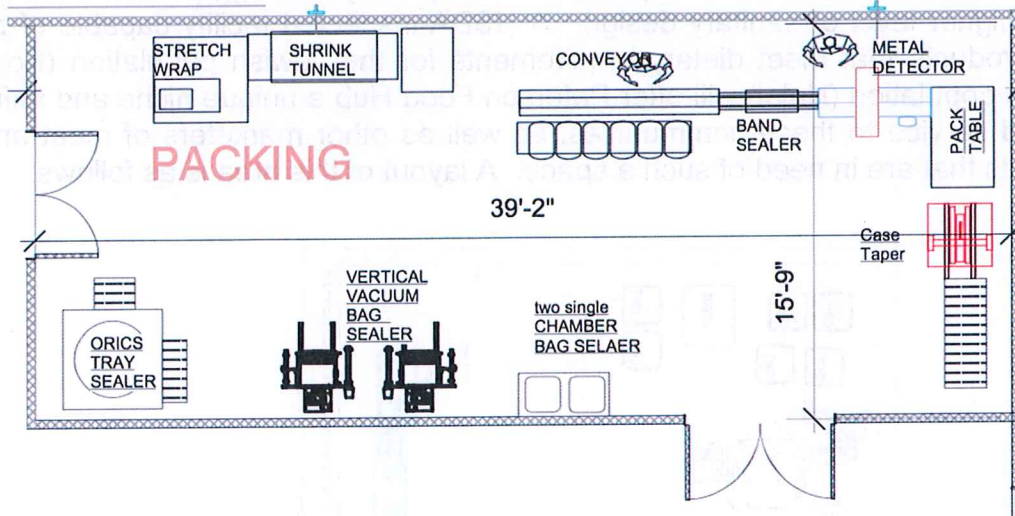 STRETCH
WRAP
SHRINK
TUNNEL
CONVEYOR
METAL
DETECTOR
BAND
SEALER
PACK
TABLE
PACKING
39'-2"
15'-9"
Case
Taper
ORICS
TRAY
SEALER
VERTICAL
VACUUM
BAG
SEALER
two single
CHAMBER
BAG SELAER